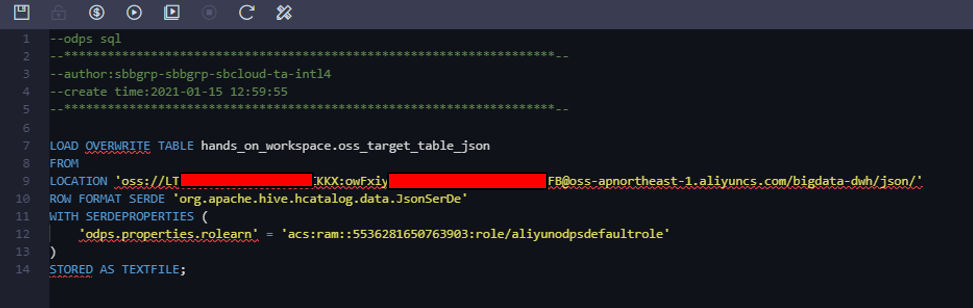 1 --odps sql
2 --********************************************************************--
3 --author:sbbgrp-sbbgrp-sbcloud-ta-intl4
4 --create time:2021-01-15 12:59:55
5 --********************************************************************--
6
7 LOAD OVERWRITE TABLE hands_on_workspace.oss_target_table_json
8 FROM
9 LOCATION 'oss://LT KKX:owFxiy FB@oss-apnortheast-1.aliyuncs.com/bigdata-dwh/json/'
10 ROW FORMAT SERDE 'org.apache.hive.hcatalog.data.JsonSerDe'
11 WITH SERDEPROPERTIES (
12 'odps.properties.rolearn' = 'acs:ram::5536281650763903:role/aliyunodpsdefaultrole'
13 )
14 STORED AS TEXTFILE;